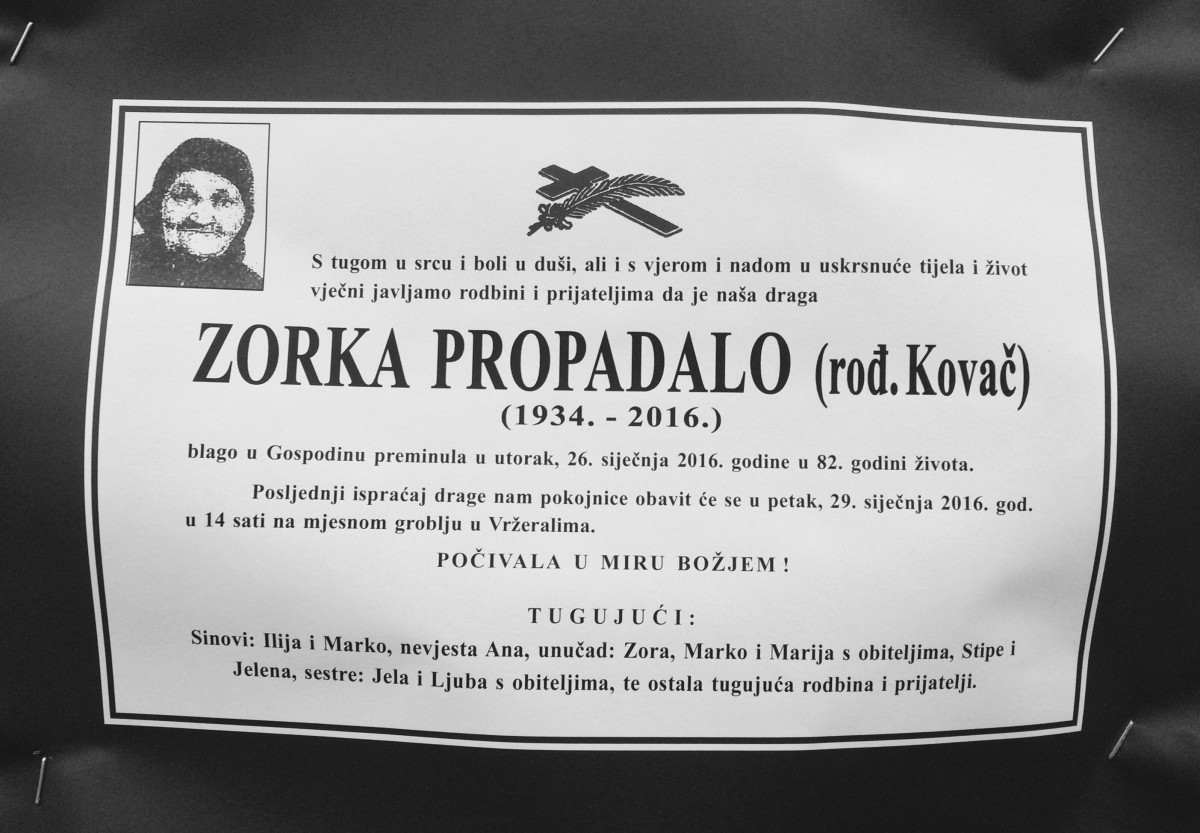 S tugom u srcu i boli u duši, ali i s vjerom i nadom u uskrsnuće tijela i život
vječni javljamo rodbini i prijateljima da je naša draga
ZORKA PROPADALO (rođ. Kovač)
(1934. - 2016.)
blago u Gospodinu preminula u utorak, 26. siječnja 2016. godine u 82. godini života.
Posljednji ispraćaj drage nam pokojnice obavit će se u petak, 29. siječnja 2016. god.
u 14 sati na mjesnom groblju u Vržeralima.
POČIVALA U MIRU BOŽJEM !
TUGUJUĆI:
Sinovi: Ilija i Marko, nevjesta Ana, unučad: Zora, Marko i Marija s obiteljima, Stipe i
Jelena, sestre: Jela i Ljuba s obiteljima, te ostala tugujuća rodbina i prijatelji.